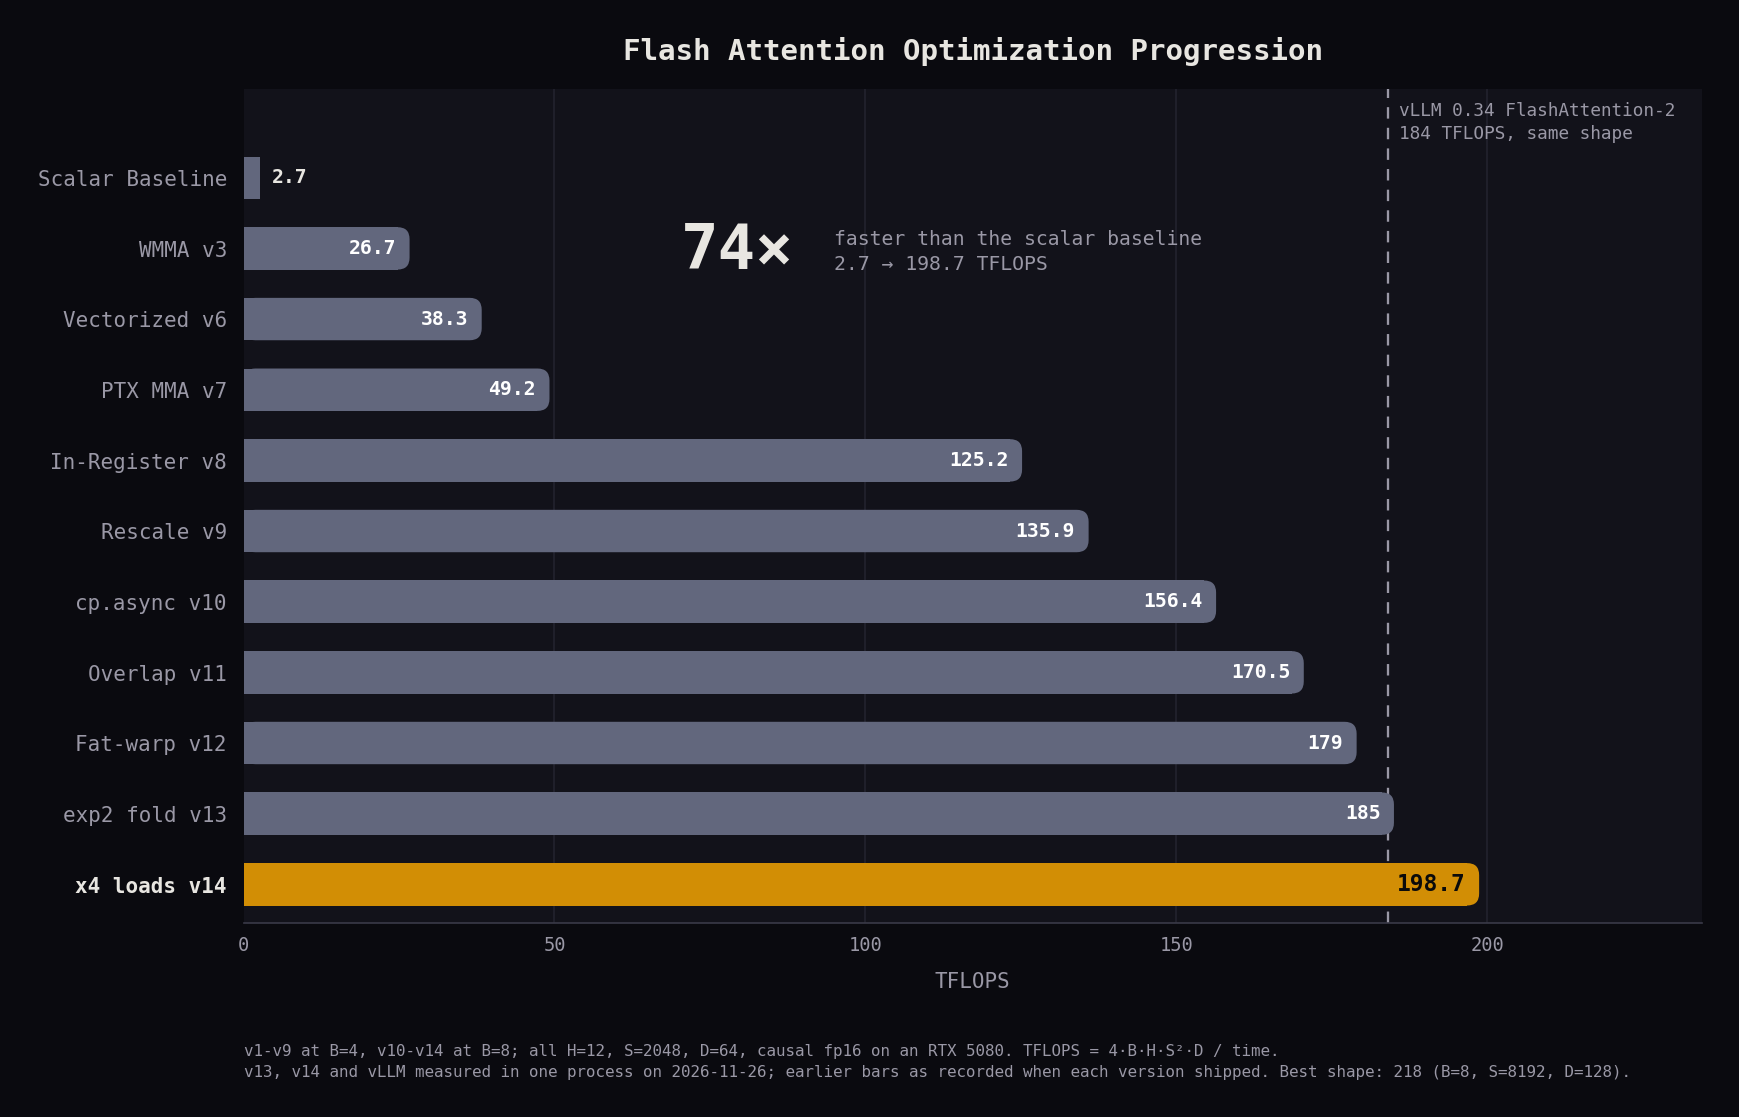 Flash Attention Optimization Progression
vLLM 0.34 FlashAttention-2
184 TFLOPS, same shape
Scalar Baseline 2.7
WMMA v3 26.7
74× faster than the scalar baseline
2.7 → 198.7 TFLOPS
Vectorized v6 38.3
PTX MMA v7 49.2
In-Register v8 125.2
Rescale v9 135.9
cp.async v10 156.4
Overlap v11 170.5
Fat-warp v12 179
exp2 fold v13 185
x4 loads v14 198.7
0 50 100 150 200
TFLOPS
v1-v9 at B=4, v10-v14 at B=8; all H=12, S=2048, D=64, causal fp16 on an RTX 5080. TFLOPS = 4·B·H·S²·D / time.
v13, v14 and vLLM measured in one process on 2026-11-26; earlier bars as recorded when each version shipped. Best shape: 218 (B=8, S=8192, D=128).